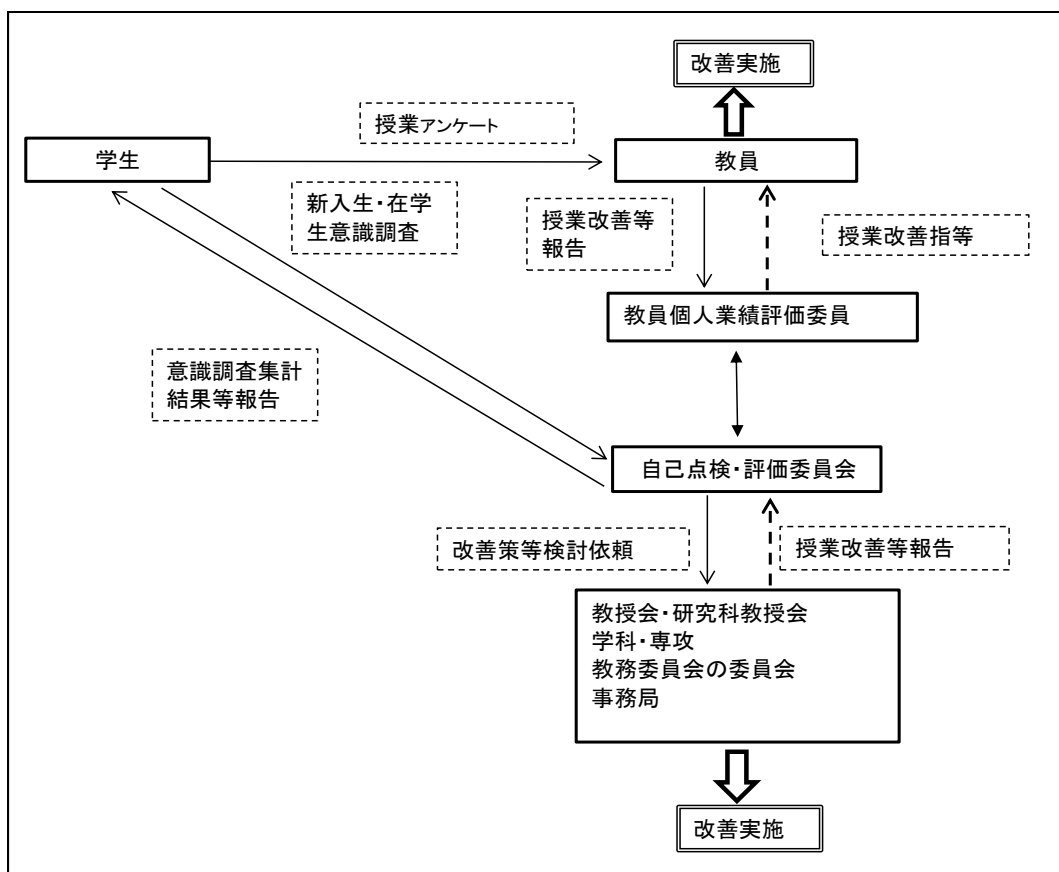 改善実施
授業アンケート
学生
教員
新入生・在学
生意識調査
授業改善等
報告
授業改善指等
教員個人業績評価委員
意識調査集計
結果等報告
自己点検・評価委員会
改善策等検討依頼
授業改善等報告
教授会・研究科教授会
学科・専攻
教務委員会の委員会
事務局
改善実施